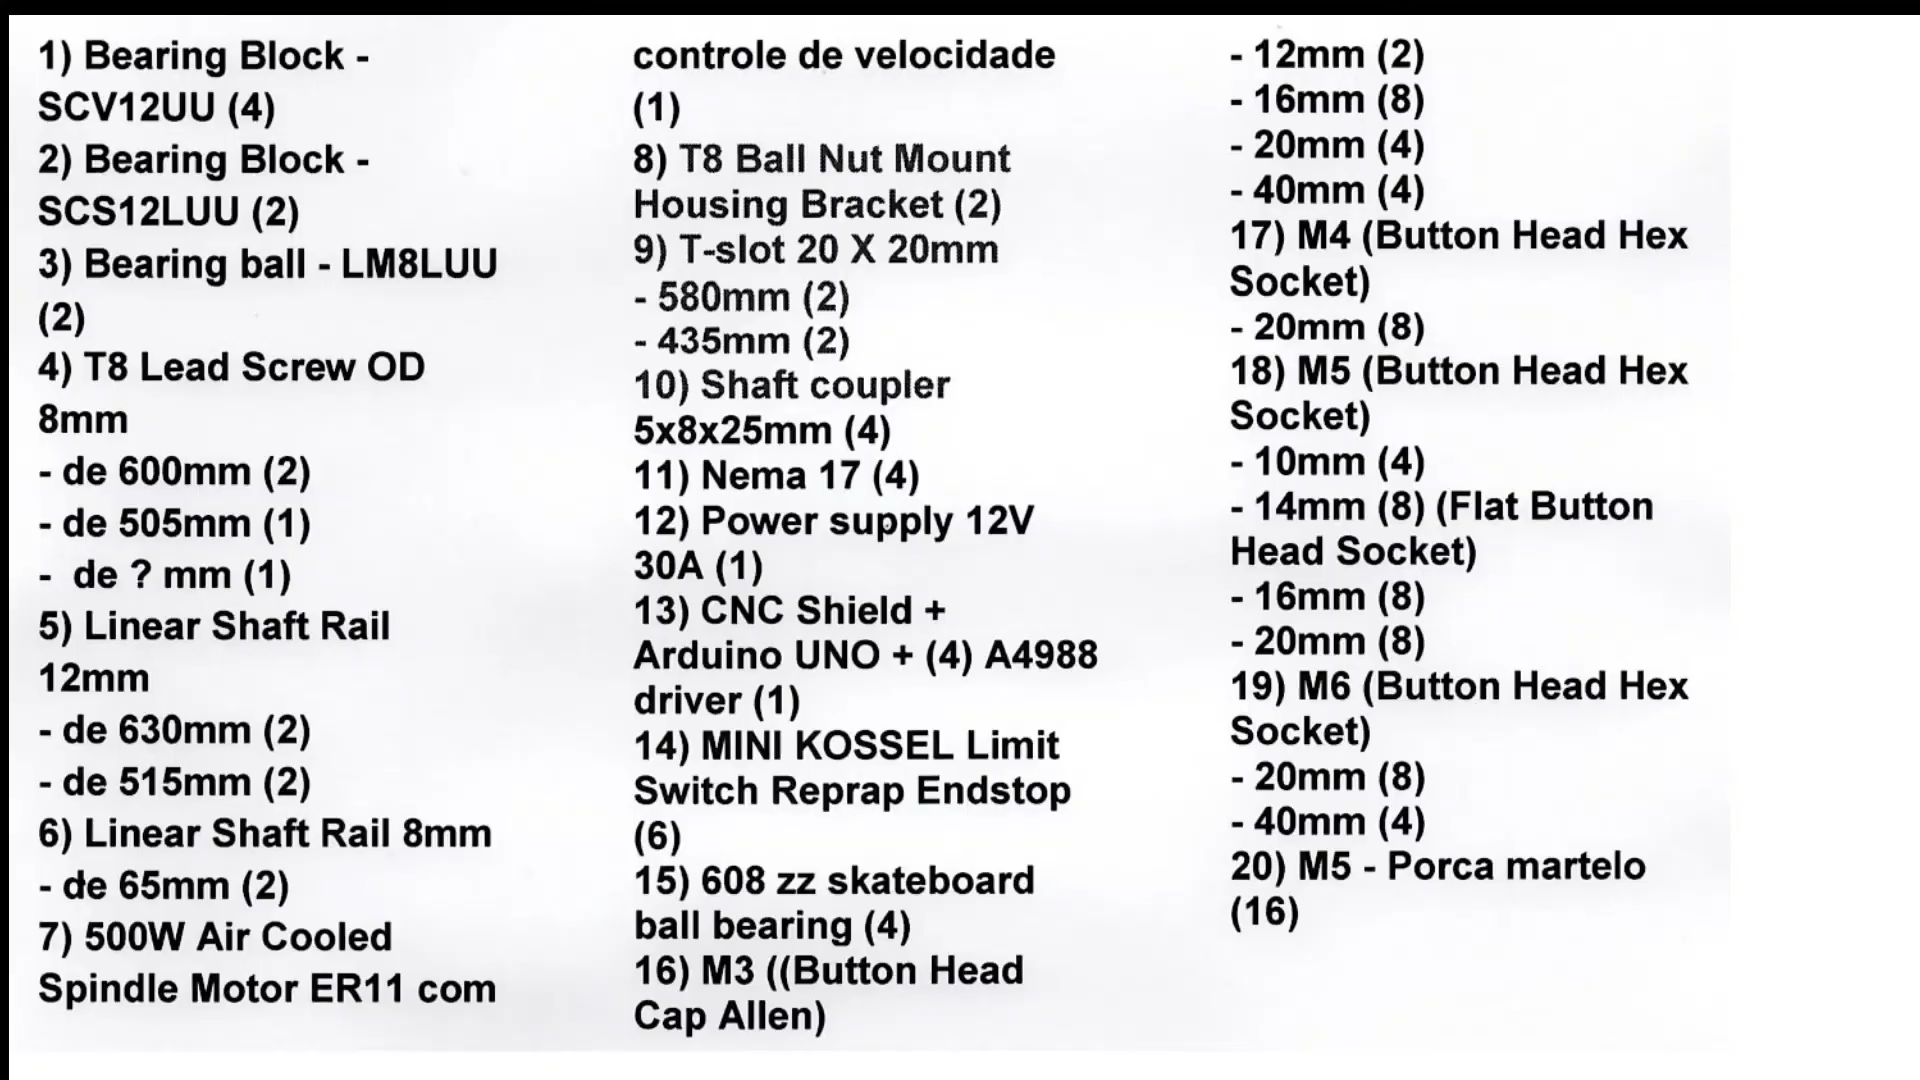 1) Bearing Block -
SCV12UU (4)
2) Bearing Block -
SCS12LUU (2)
3) Bearing ball - LM8LUU
(2)
4) T8 Lead Screw OD
8mm
- de 600mm (2)
- de 505mm (1)
- de ? mm (1)
5) Linear Shaft Rail
12mm
- de 630mm (2)
- de 515mm (2)
6) Linear Shaft Rail 8mm
- de 65mm (2)
7) 500W Air Cooled
Spindle Motor ER11 com
controle de velocidade
(1)
8) T8 Ball Nut Mount
Housing Bracket (2)
9) T-slot 20 X 20mm
- 580mm (2)
- 435mm (2)
10) Shaft coupler
5x8x25mm (4)
11) Nema 17 (4)
12) Power supply 12V
30A (1)
13) CNC Shield +
Arduino UNO + (4) A4988
driver (1)
14) MINI KOSSEL Limit
Switch Reprap Endstop
(6)
15) 608 zz skateboard
ball bearing (4)
16) M3 ((Button Head
Cap Allen)
- 12mm (2)
- 16mm (8)
- 20mm (4)
- 40mm (4)
17) M4 (Button Head Hex
Socket)
- 20mm (8)
18) M5 (Button Head Hex
Socket)
- 10mm (4)
- 14mm (8) (Flat Button
Head Socket)
- 16mm (8)
- 20mm (8)
19) M6 (Button Head Hex
Socket)
- 20mm (8)
- 40mm (4)
20) M5 - Porca martelo
(16)